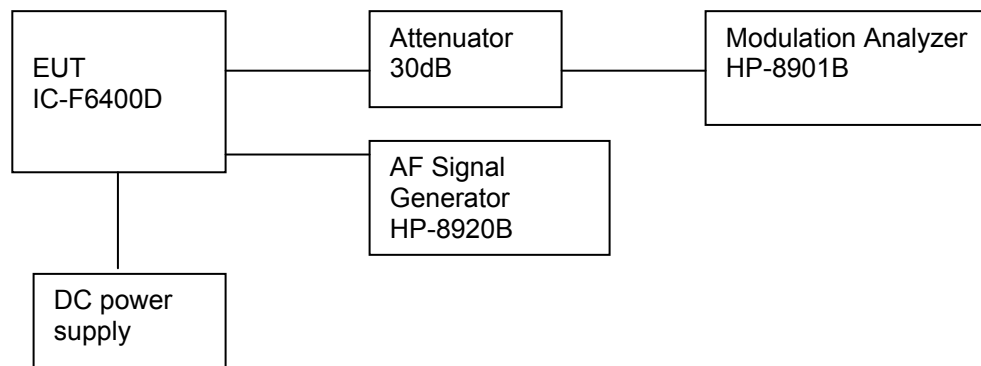 EUT
IC-F6400D
Attenuator
30dB
Modulation Analyzer
HP-8901B
AF Signal
Generator
HP-8920B
DC power
supply